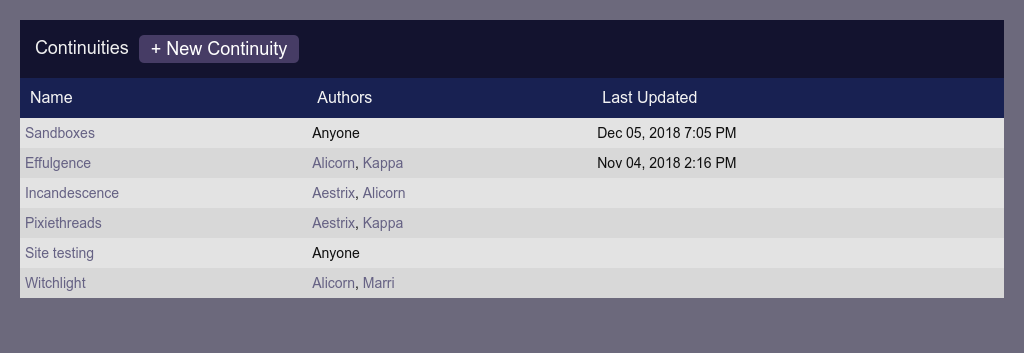 Continuities + New Continuity
Name Authors Last Updated
Sandboxes Anyone Dec 05, 2018 7:05 PM
Effulgence Alicorn, Kappa Nov 04, 2018 2:16 PM
Incandescence Aestrix, Alicorn
Pixiethreads Aestrix, Kappa
Site testing Anyone
Witchlight Alicorn, Marri